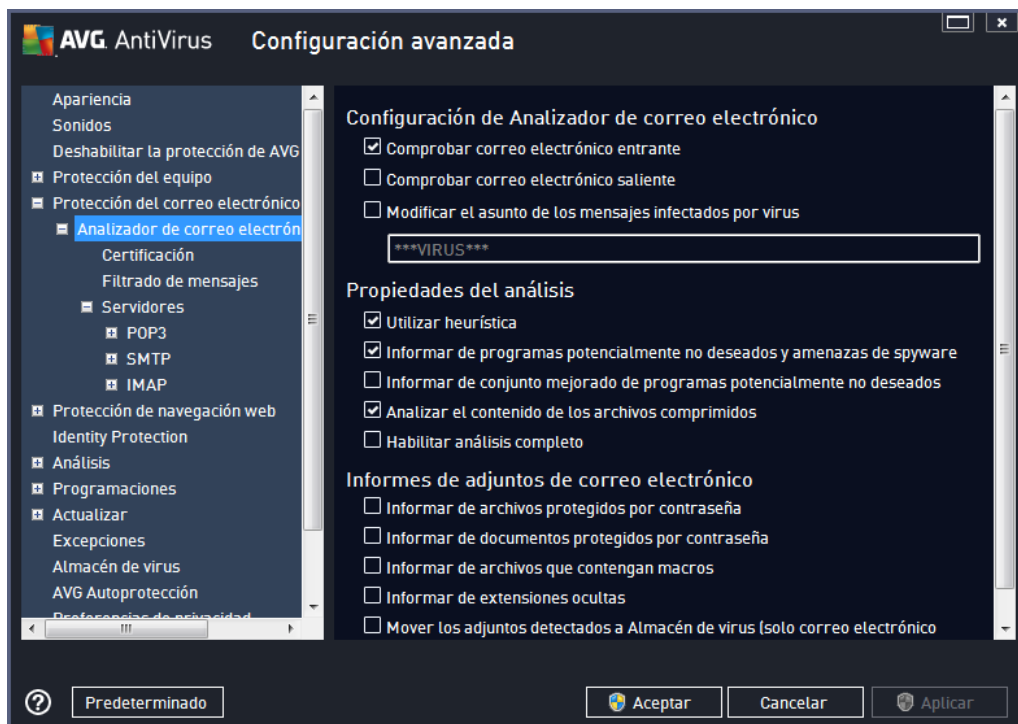 AVG. AntiVirus Configuración avanzada
Apariencia
Sonidos
Deshabilitar la protección de AVG
Protección del equipo
Protección del correo electrónico
Analizador de correo electrón
Certificación
Filtrado de mensajes
Servidores
POP3
SMTP
IMAP
Protección de navegación web
Identity Protection
Análisis
Programaciones
Actualizar
Excepciones
Almacén de virus
AVG Autoprotección
Preferencias de privacidad
Configuración de Analizador de correo electrónico
Comprobar correo electrónico entrante
Comprobar correo electrónico saliente
Modificar el asunto de los mensajes infectados por virus
***VIRUS***
Propiedades del análisis
Utilizar heurística
Informar de programas potencialmente no deseados y amenazas de spyware
Informar de conjunto mejorado de programas potencialmente no deseados
Analizar el contenido de los archivos comprimidos
Habilitar análisis completo
Informes de adjuntos de correo electrónico
Informar de archivos protegidos por contraseña
Informar de documentos protegidos por contraseña
Informar de archivos que contengan macros
Informar de extensiones ocultas
Mover los adjuntos detectados a Almacén de virus (solo correo electrónico
Predeterminado
Aceptar
Cancelar
Aplicar